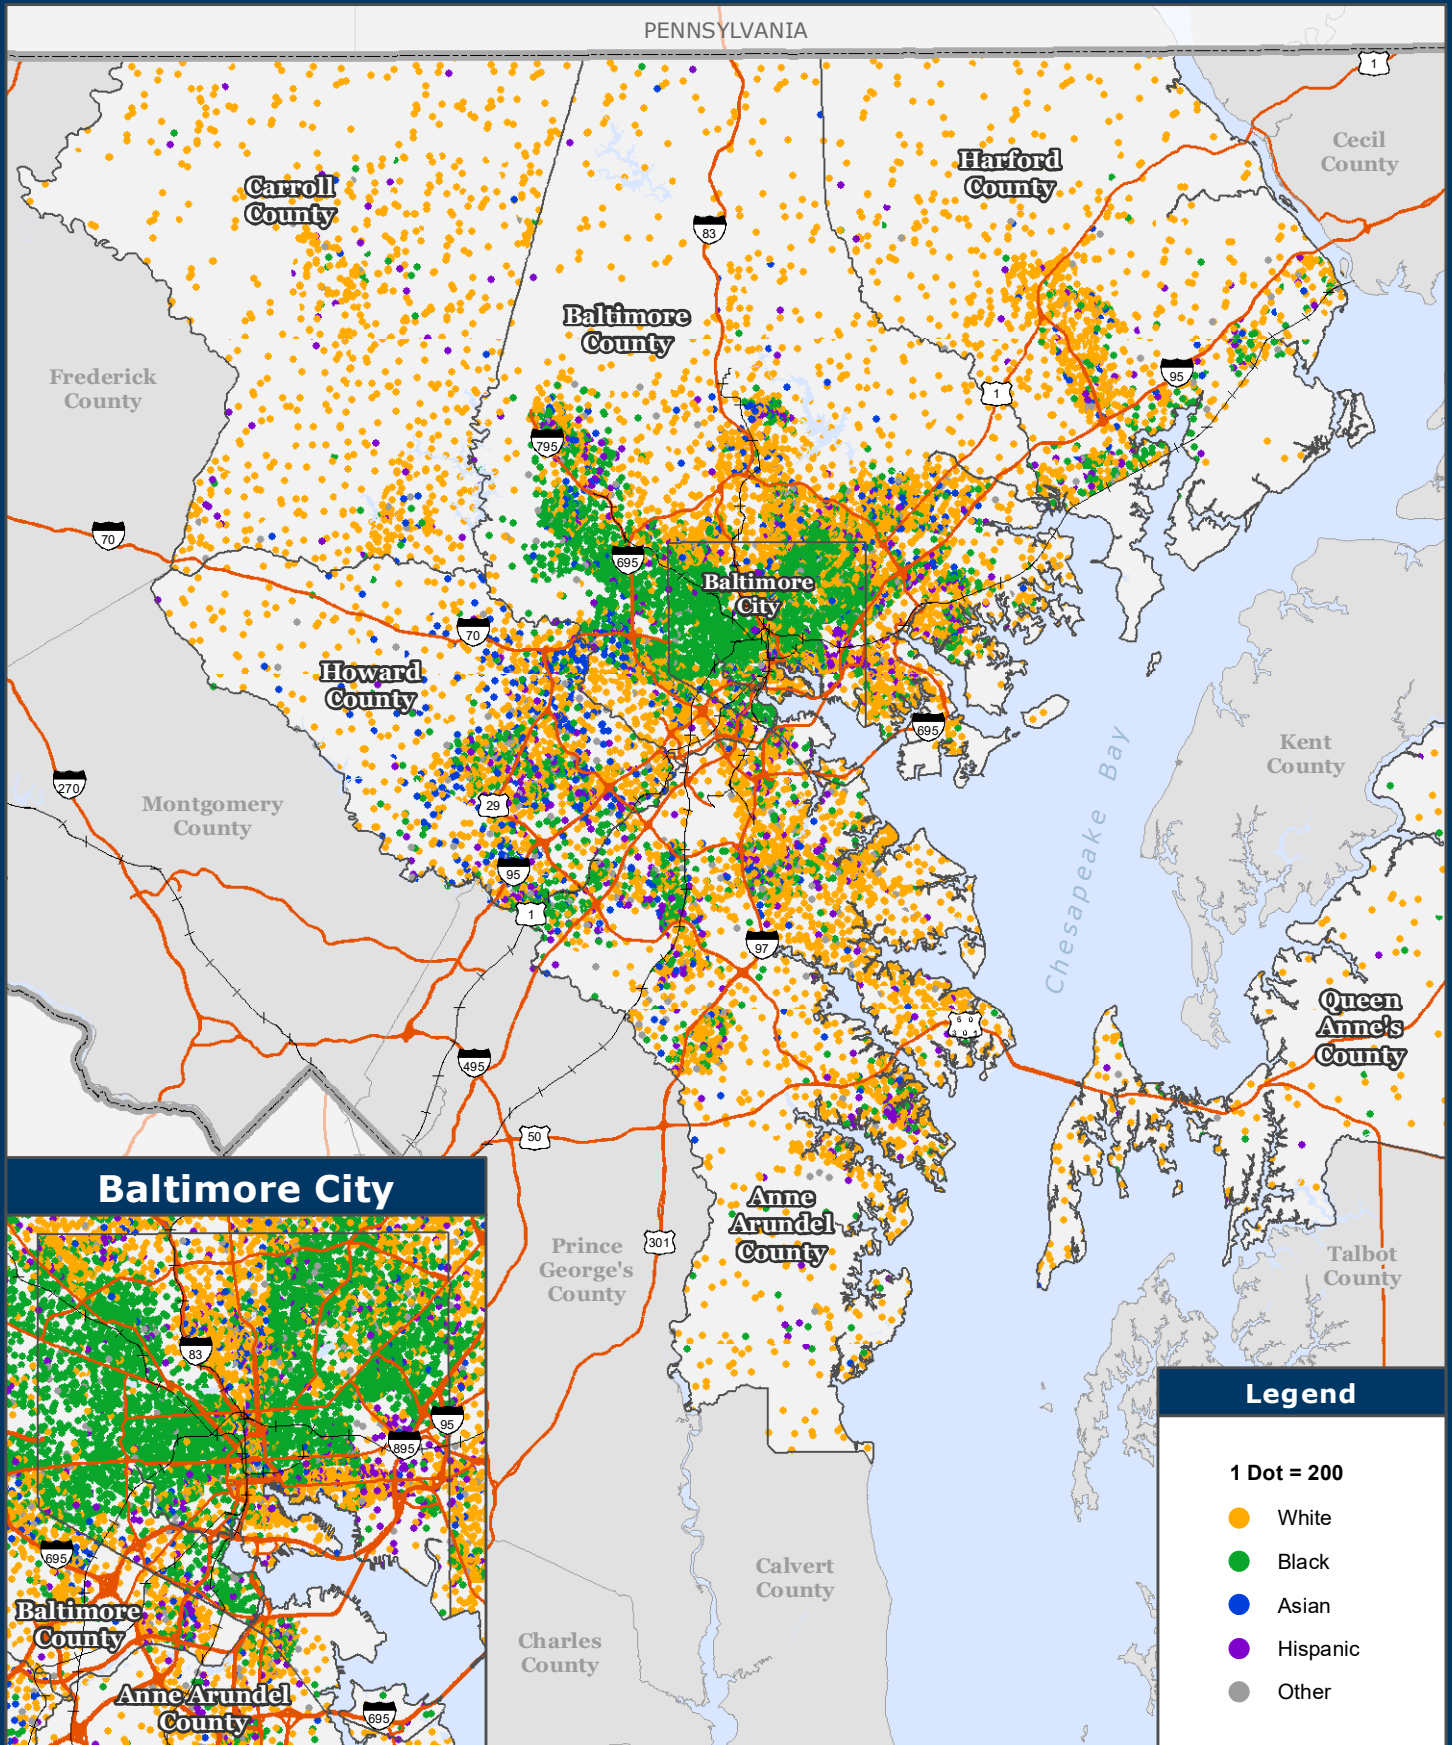 PENNSYLVANIA
1
Cecil
County
Harford
County
Carroll
County
83
Baltimore
County
Frederick
County
95
1
795
70
695
Baltimore
City
70
Howard
County
695
Kent
County
270
Montgomery
County
29
Chesapeake Bay
95
1
97
Queen
Anne's
County
60
301
495
50
Baltimore City
Anne
Arundel
County
301
Prince
George's
County
Talbot
County
83
95
895
695
Baltimore
County
Anne Arundel
County
695
Calvert
County
Charles
County
Legend
1 Dot = 200
White
Black
Asian
Hispanic
Other